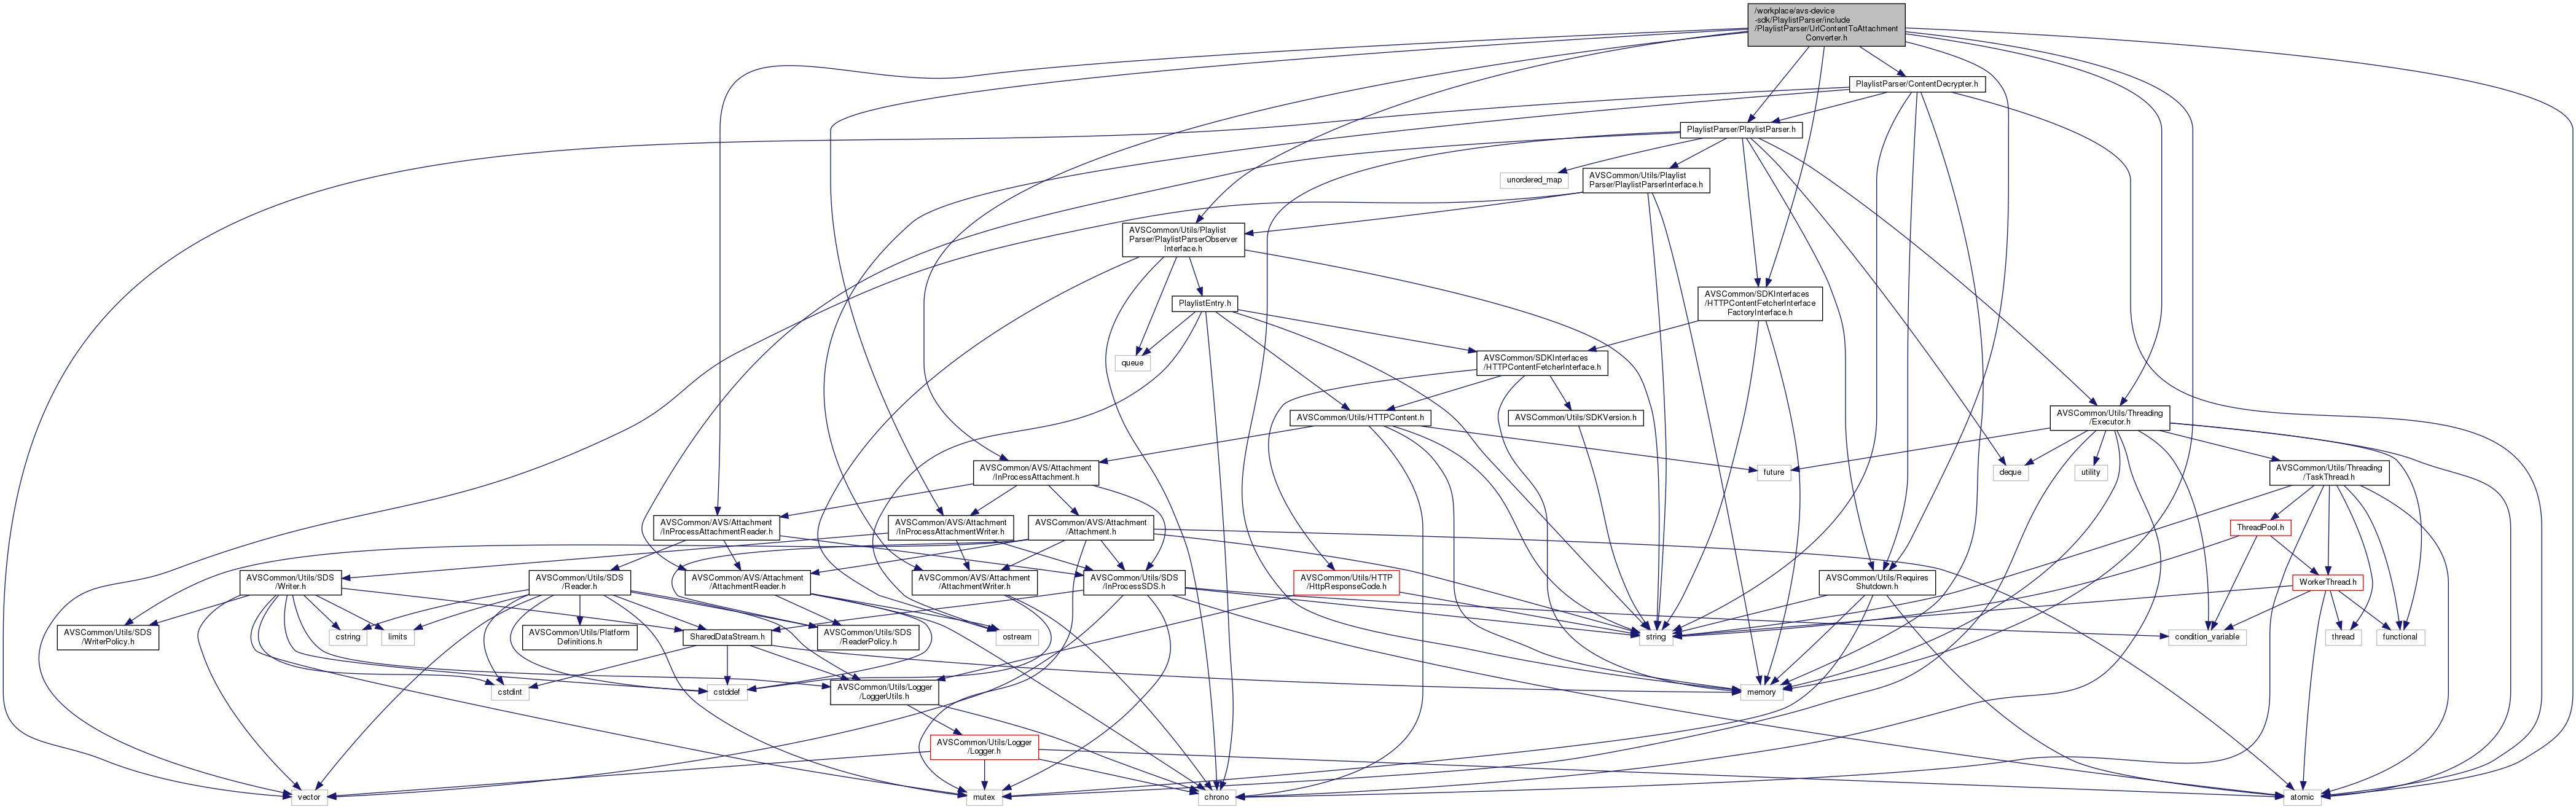 /workplace/avs-device
-sdk/PlaylistParser/include
/PlaylistParser/UrlContentToAttachment
Converter.h
PlaylistParser/ContentDecrypter.h
PlaylistParser/PlaylistParser.h
unordered_map
AVSCommon/Utils/Playlist
Parser/PlaylistParserInterface.h
AVSCommon/Utils/Playlist
Parser/PlaylistParserObserver
Interface.h
PlaylistEntry.h
AVSCommon/SDKInterfaces
/HTTPContentFetcherInterface
FactoryInterface.h
queue
AVSCommon/SDKInterfaces
/HTTPContentFetcherInterface.h
AVSCommon/Utils/HTTPContent.h
AVSCommon/Utils/SDKVersion.h
AVSCommon/Utils/Threading
/Executor.h
AVSCommon/AVS/Attachment
/InProcessAttachment.h
future
deque
utility
AVSCommon/Utils/Threading
/TaskThread.h
AVSCommon/AVS/Attachment
/InProcessAttachmentReader.h
AVSCommon/AVS/Attachment
/InProcessAttachmentWriter.h
AVSCommon/AVS/Attachment
/Attachment.h
ThreadPool.h
AVSCommon/Utils/SDS
/Writer.h
AVSCommon/Utils/SDS
/Reader.h
AVSCommon/AVS/Attachment
/AttachmentReader.h
AVSCommon/AVS/Attachment
/AttachmentWriter.h
AVSCommon/Utils/SDS
/InProcessSDS.h
AVSCommon/Utils/HTTP
/HttpResponseCode.h
AVSCommon/Utils/Requires
Shutdown.h
WorkerThread.h
AVSCommon/Utils/SDS
/WriterPolicy.h
cstring
limits
AVSCommon/Utils/Platform
Definitions.h
SharedDataStream.h
AVSCommon/Utils/SDS
/ReaderPolicy.h
ostream
string
condition_variable
thread
functional
cstdint
cstddef
AVSCommon/Utils/Logger
/LoggerUtils.h
memory
AVSCommon/Utils/Logger
/Logger.h
vector
mutex
chrono
atomic